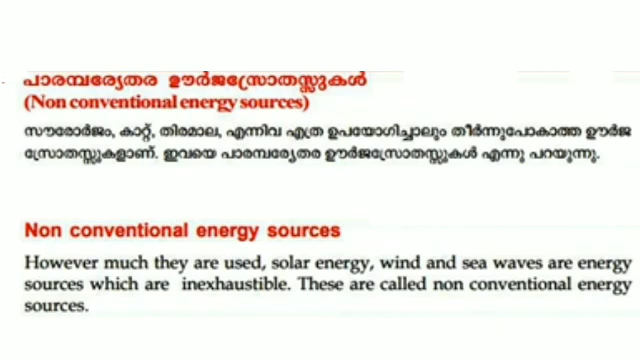 പാരമ്പര്യേതര ഊർജസ്രോതസ്സുകൾ
(Non conventional energy sources)
സൗരോർജം, കാറ്റ്, തിരമാല, എന്നിവ എത്ര ഉപയോഗിച്ചാലും തീർന്നുപോകാത്ത ഊർജ
സ്രോതസ്സുകളാണ്. ഇവയെ പാരമ്പര്യേതര ഊർജസ്രോതസ്സുകൾ എന്നു പറയുന്നു.
Non conventional energy sources
However much they are used, solar energy, wind and sea waves are energy
sources which are inexhaustible. These are called non conventional energy
sources.